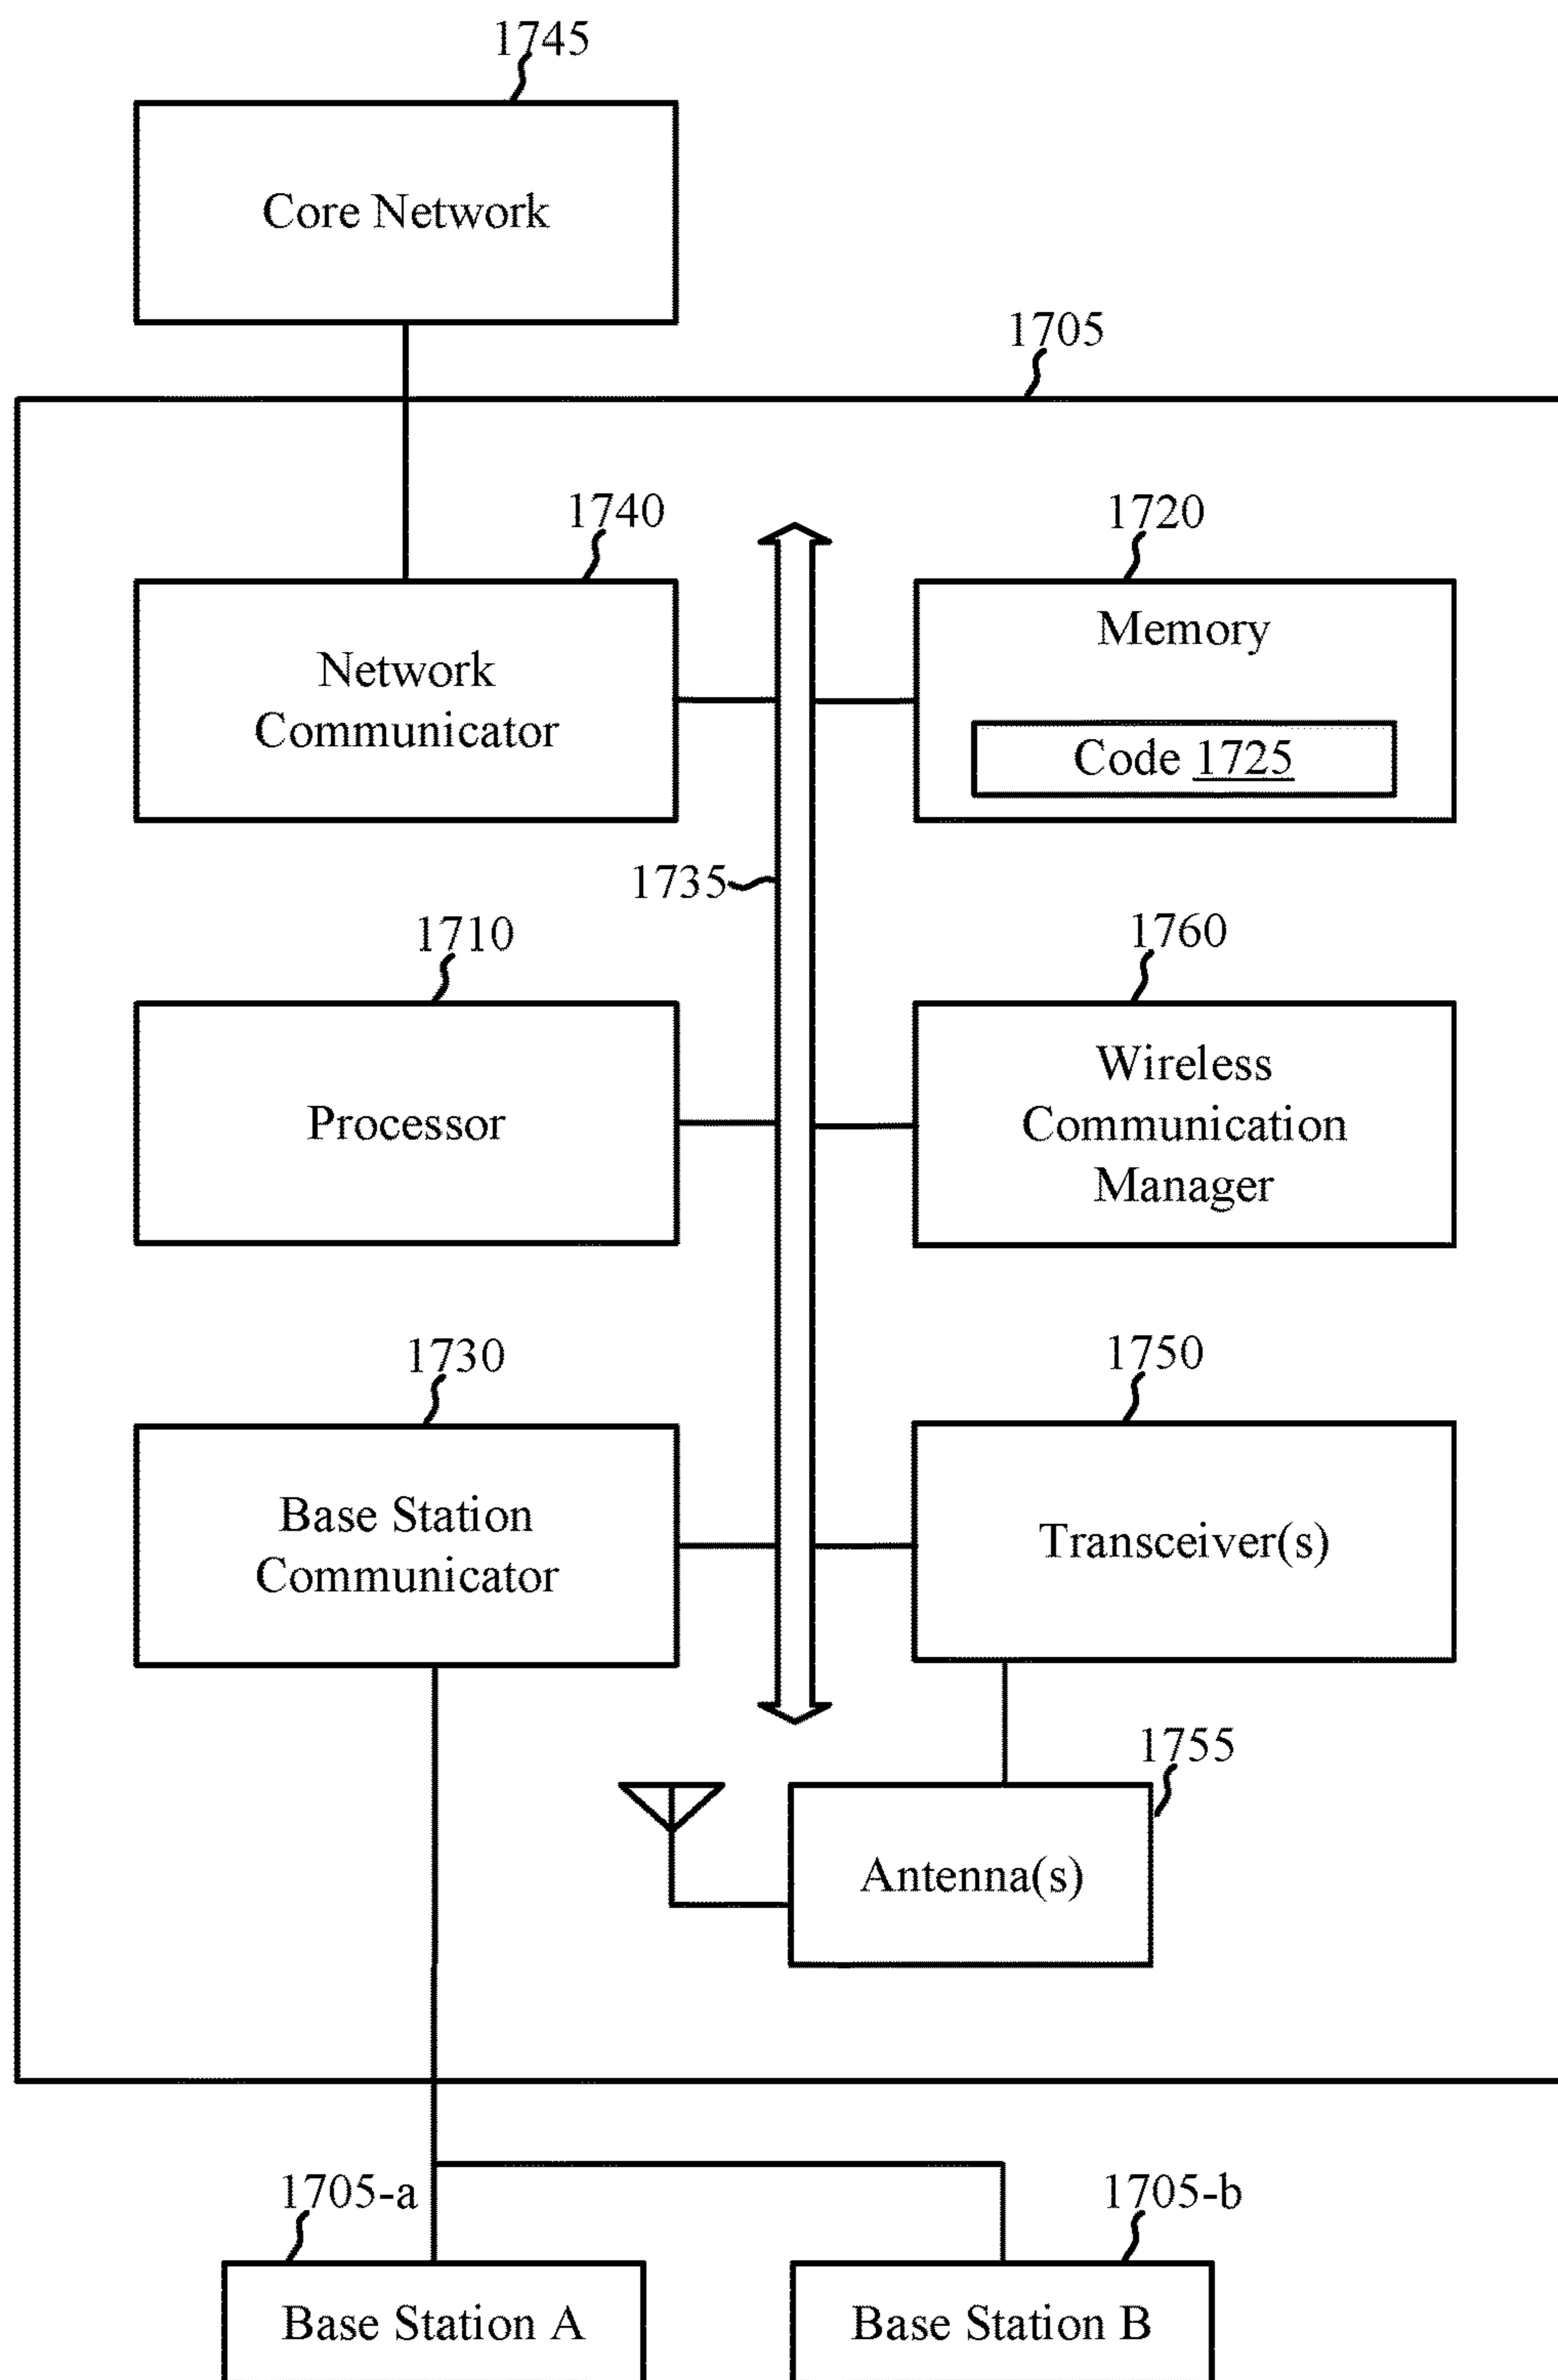 1745
Core Network
1705
1740
1720
Network
Communicator
Memory
Code 1725
1735
1710
1760
Processor
Wireless
Communication
Manager
1730
1750
Base Station
Communicator
Transceiver(s)
1755
Antenna(s)
1705-a
1705-b
Base Station A
Base Station B